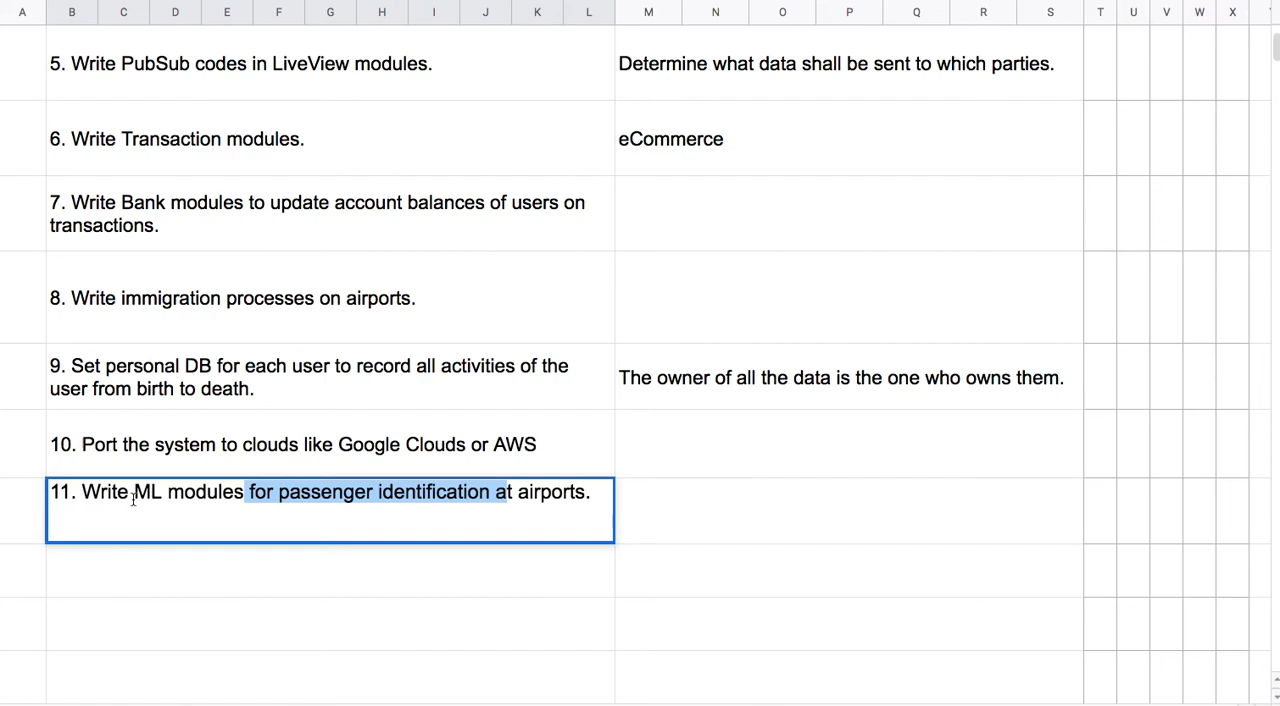 A B C D E F G H I J K L M N O P Q R S T U V W X
5. Write PubSub codes in LiveView modules.
Determine what data shall be sent to which parties.
6. Write Transaction modules.
eCommerce
7. Write Bank modules to update account balances of users on
transactions.
8. Write immigration processes on airports.
9. Set personal DB for each user to record all activities of the
user from birth to death.
The owner of all the data is the one who owns them.
10. Port the system to clouds like Google Clouds or AWS
11. Write ML modules for passenger identification at airports.